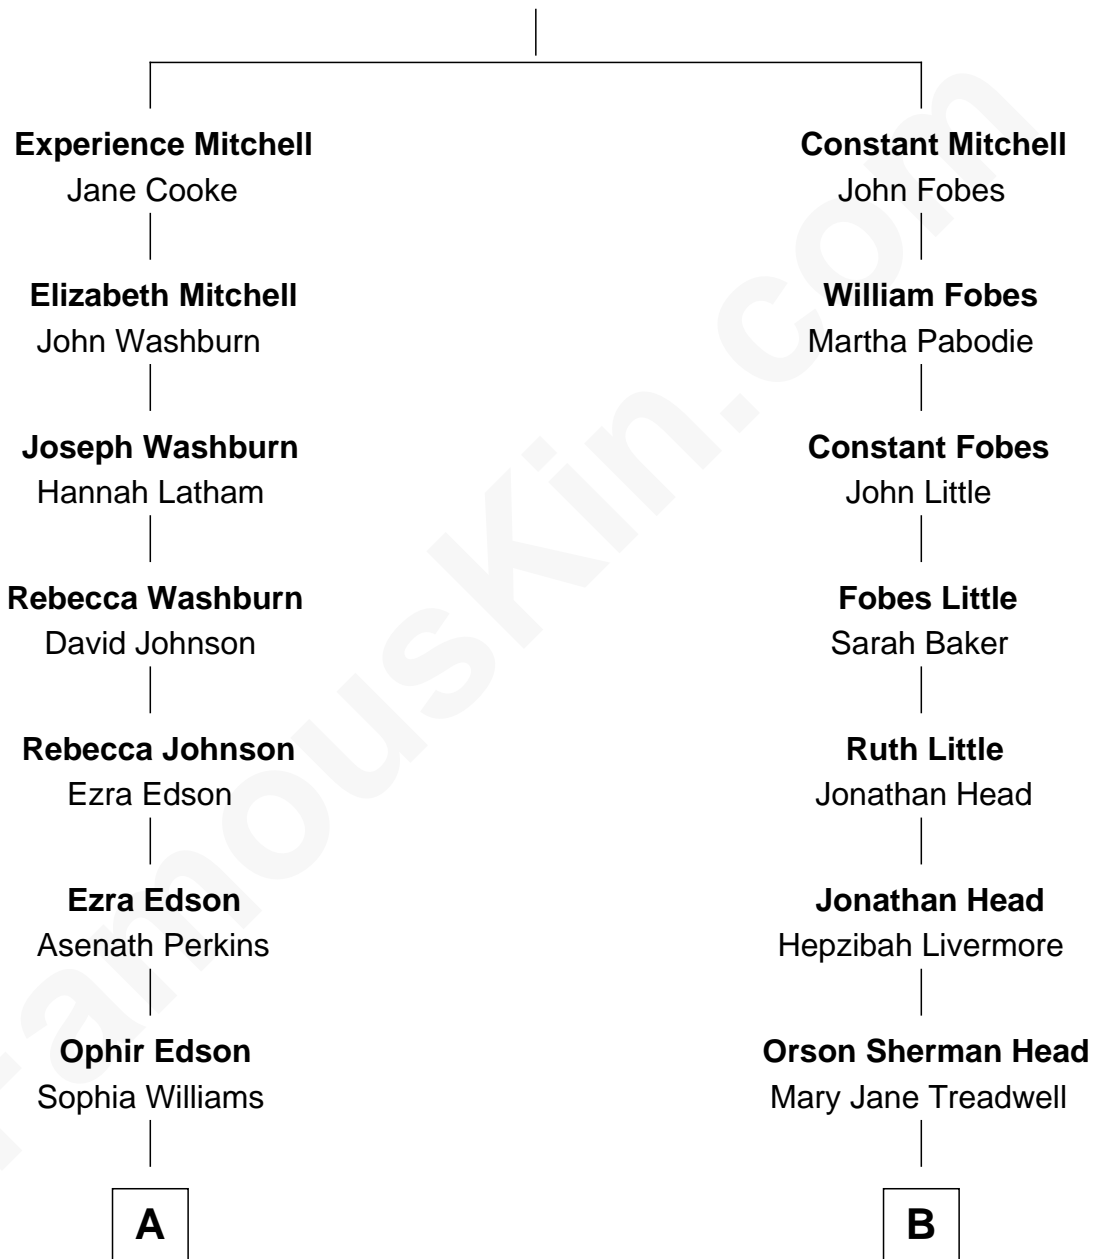 Experience Mitchell
Jane Cooke
Elizabeth Mitchell
John Washburn
Joseph Washburn
Hannah Latham
Rebecca Washburn
David Johnson
Rebecca Johnson
Ezra Edson
Ezra Edson
Asenath Perkins
Ophir Edson
Sophia Williams
A
Constant Mitchell
John Fobes
William Fobes
Martha Pabodie
Constant Fobes
John Little
Fobes Little
Sarah Baker
Ruth Little
Jonathan Head
Jonathan Head
Hepzibah Livermore
Orson Sherman Head
Mary Jane Treadwell
B
FamousKin.com